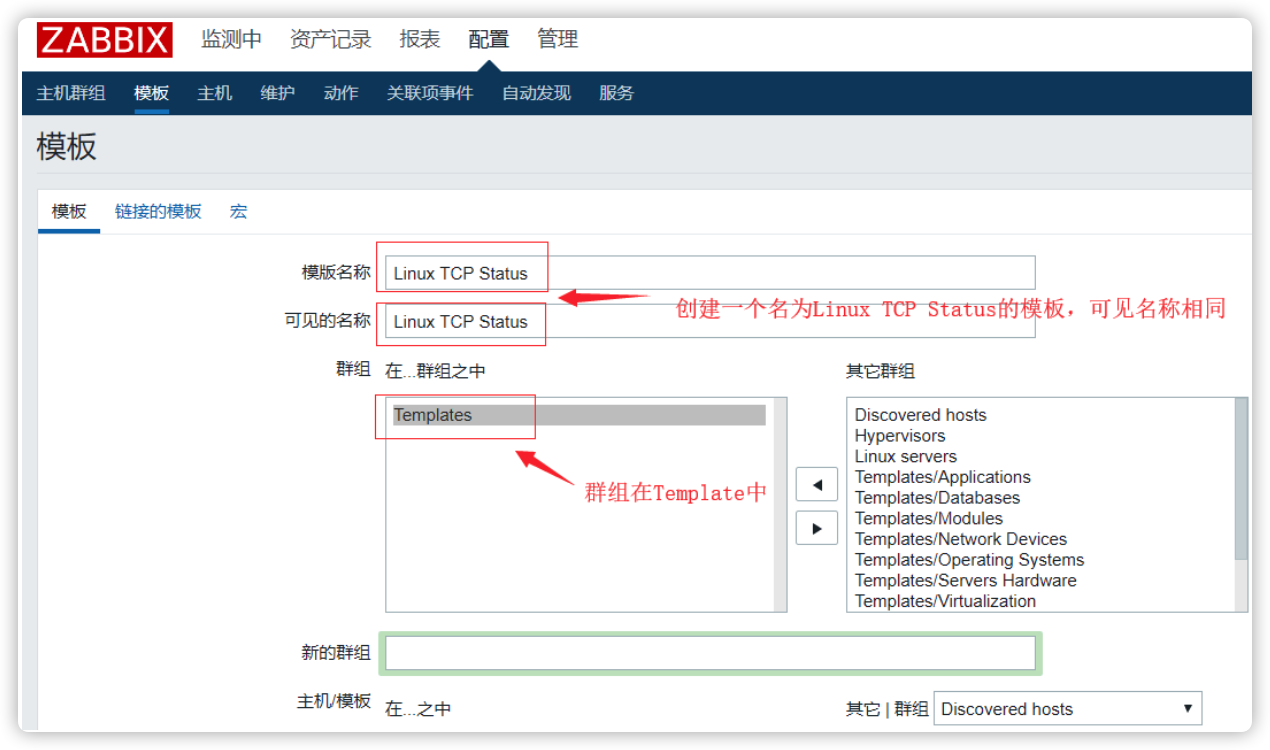 ZABBIX 监测中 资产记录 报表 配置 管理
主机群组 模板 主机 维护 动作 关联项事件 自动发现 服务
模板
模板 链接的模板 宏
模版名称 Linux TCP Status
创建一个名为Linux TCP Status的模板，可见名称相同
可见的名称 Linux TCP Status
群组 在...群组之中 其它群组
Templates
群组在Template中
Discovered hosts
Hypervisors
Linux servers
Templates/Applications
Templates/Databases
Templates/Modules
Templates/Network Devices
Templates/Operating Systems
Templates/Servers Hardware
Templates/Virtualization
新的群组
主机/模板 在...之中 其它 | 群组 Discovered hosts